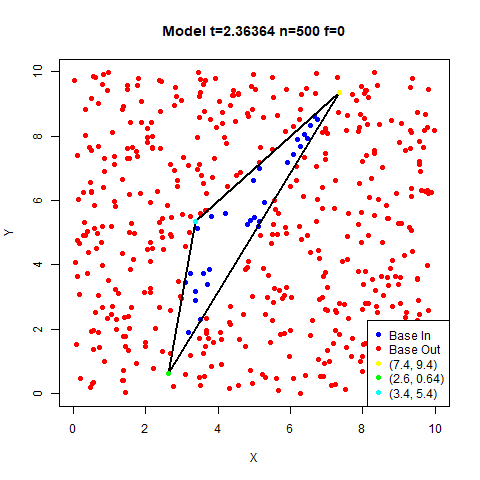 Model t=2.36364 n=500 f=0
10
8
6
4
2
0
Y
0 2 4 6 8 10
X
Base In
Base Out
(7.4, 9.4)
(2.6, 0.64)
(3.4, 5.4)